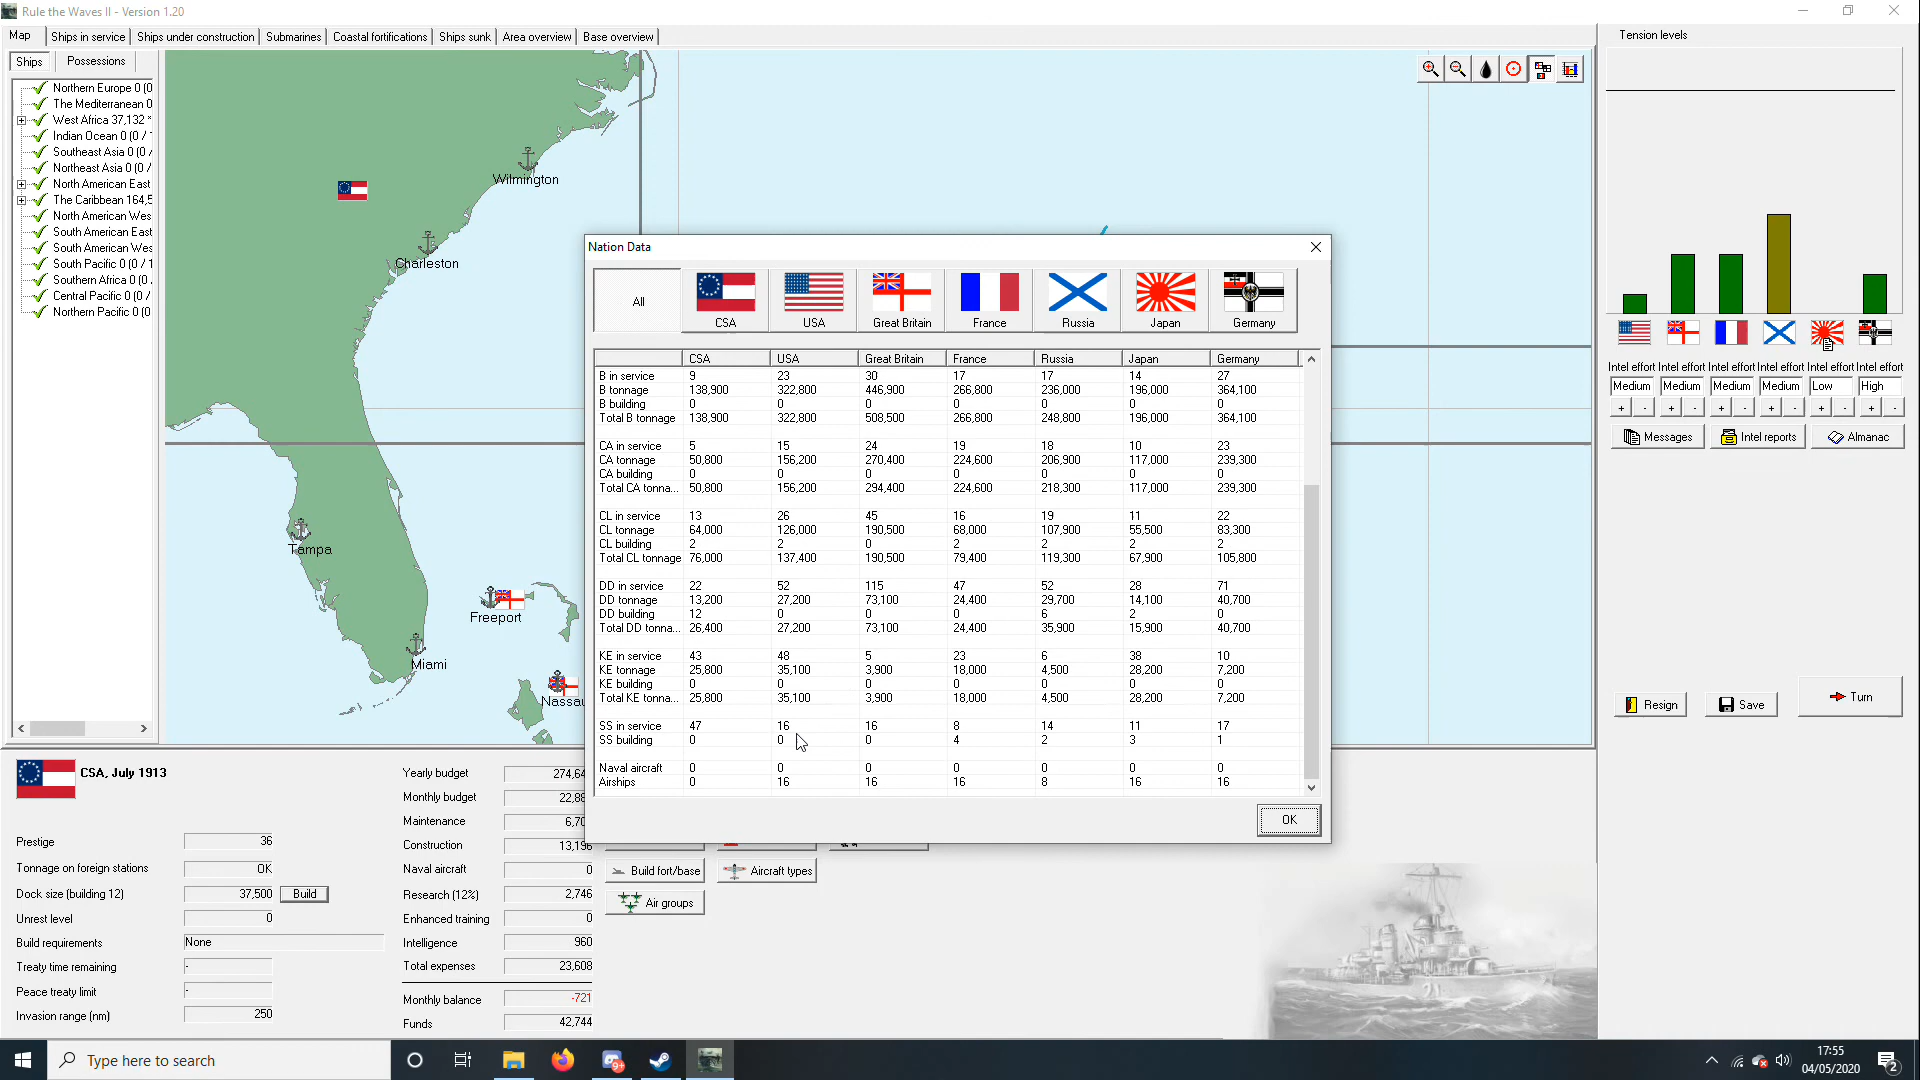 Rule the Waves II - Version 1.20
Map Ships in service Ships under construction Submarines Coastal fortifications Ships sunk Area overview Base overview
Ships Possessions
Northern Europe 0 (0
The Mediterranean 0
West Africa 37,132 *
Indian Ocean 0 (0 / 1
Southeast Asia 0 (0 /
Northeast Asia 0 (0 /
North American East
The Caribbean 164,5
North American Wes
South American East
South American Wes
South Pacific 0 (0 / 1
Southern Africa 0 (0 /
Central Pacific 0 (0 /
Northern Pacific 0 (0
Wilmington
Charleston
Tampa
Freeport
Miami
Nassau
Nation Data
All CSA USA Great Britain France Russia Japan Germany
CSA USA Great Britain France Russia Japan Germany
B in service 9 23 30 17 17 14 27
B tonnage 138,900 322,800 446,900 266,800 236,000 196,000 364,100
B building 0 0 0 0 0 0 0
Total B tonnage 138,900 322,800 508,500 266,800 248,800 196,000 364,100
CA in service 5 15 24 19 18 10 23
CA tonnage 50,800 156,200 270,400 224,600 206,900 117,000 239,300
CA building 0 0 0 0 0 0 0
Total CA tonna... 50,800 156,200 294,400 224,600 218,300 117,000 239,300
CL in service 13 26 45 16 19 11 22
CL tonnage 64,000 126,000 190,500 68,000 107,900 55,500 83,300
CL building 2 2 0 2 2 2 2
Total CL tonnage 76,000 137,400 190,500 79,400 119,300 67,900 105,800
DD in service 22 52 115 47 52 28 71
DD tonnage 13,200 27,200 73,100 24,400 29,700 14,100 40,700
DD building 12 0 0 0 6 2 0
Total DD tonna... 26,400 27,200 73,100 24,400 35,900 15,900 40,700
KE in service 43 48 5 23 6 38 10
KE tonnage 25,800 35,100 3,900 18,000 4,500 28,200 7,200
KE building 0 0 0 0 0 0 0
Total KE tonna... 25,800 35,100 3,900 18,000 4,500 28,200 7,200
SS in service 47 16 16 8 14 11 17
SS building 0 0 0 4 2 3 1
Naval aircraft 0 0 0 0 0 0 0
Airships 0 16 16 16 8 16 16
OK
Tension levels
Intel effort Intel effort Intel effort Intel effort Intel effort Intel effort
Medium Medium Medium Medium Low High
+ - + - + - + - + - + -
Messages Intel reports Almanac
Resign Save Turn
CSA, July 1913
Prestige 36
Tonnage on foreign stations OK
Dock size (building 12) 37,500 Build
Unrest level 0
Build requirements None
Treaty time remaining -
Peace treaty limit -
Invasion range (nm) 250
Yearly budget 274,64
Monthly budget 22,88
Maintenance 6,70
Construction 13,196
Naval aircraft 0
Research (12%) 2,746
Enhanced training 0
Intelligence 960
Total expenses 23,608
Monthly balance -721
Funds 42,744
Build fort/base Aircraft types
Air groups
Type here to search
9+
17:55
04/05/2020
2